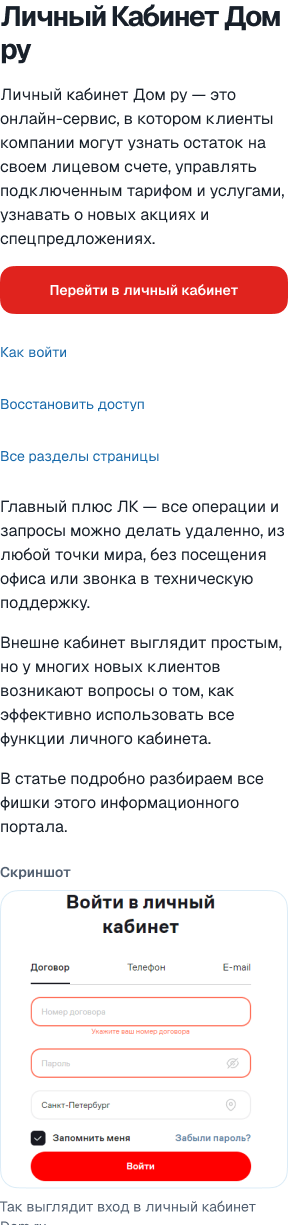 Личный Кабинет Дом
ру
Личный кабинет Дом ру — это
онлайн-сервис, в котором клиенты
компании могут узнать остаток на
своем лицевом счете, управлять
подключенным тарифом и услугами,
узнавать о новых акциях и
спецпредложениях.
Перейти в личный кабинет
Как войти
Восстановить доступ
Все разделы страницы
Главный плюс ЛК — все операции и
запросы можно делать удаленно, из
любой точки мира, без посещения
офиса или звонка в техническую
поддержку.
Внешне кабинет выглядит простым,
но у многих новых клиентов
возникают вопросы о том, как
эффективно использовать все
функции личного кабинета.
В статье подробно разбираем все
фишки этого информационного
портала.
Скриншот
Войти в личный
кабинет
Договор Телефон E-mail
Номер договора
Укажите ваш номер договора
Пароль
Санкт-Петербург
Запомнить меня Забыли пароль?
Войти
Так выглядит вход в личный кабинет
Dom.ru